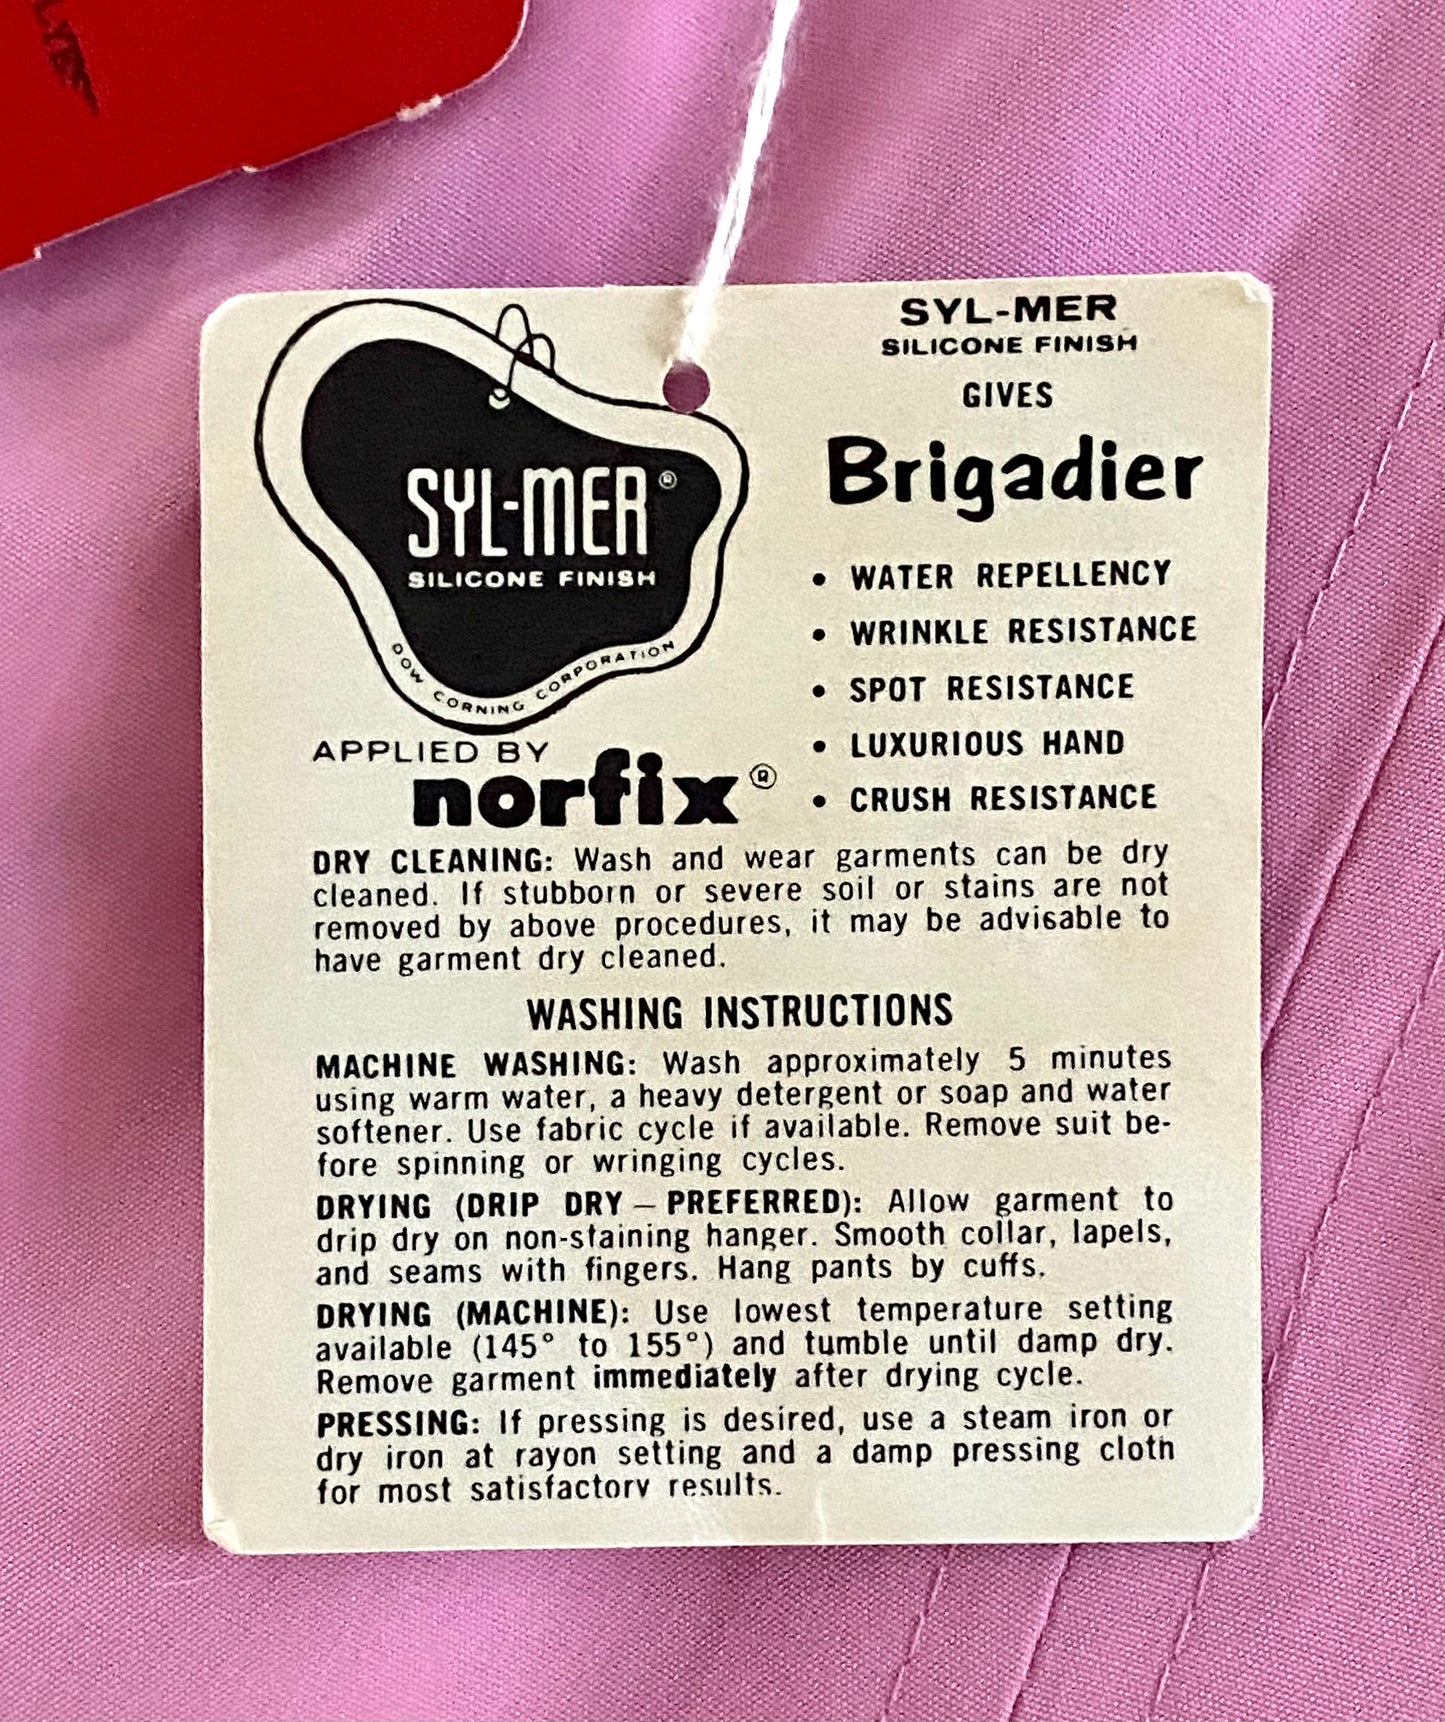 SYL-MER®
SILICONE FINISH
DOW CORNING CORPORATION
APPLIED BY
norfix®
SYL-MER
SILICONE FINISH
GIVES
Brigadier
• WATER REPELLENCY
• WRINKLE RESISTANCE
• SPOT RESISTANCE
• LUXURIOUS HAND
• CRUSH RESISTANCE
DRY CLEANING: Wash and wear garments can be dry
cleaned. If stubborn or severe soil or stains are not
removed by above procedures, it may be advisable to
have garment dry cleaned.
WASHING INSTRUCTIONS
MACHINE WASHING: Wash approximately 5 minutes
using warm water, a heavy detergent or soap and water
softener. Use fabric cycle if available. Remove suit be-
fore spinning or wringing cycles.
DRYING (DRIP DRY – PREFERRED): Allow garment to
drip dry on non-staining hanger. Smooth collar, lapels,
and seams with fingers. Hang pants by cuffs.
DRYING (MACHINE): Use lowest temperature setting
available (145° to 155°) and tumble until damp dry.
Remove garment immediately after drying cycle.
PRESSING: If pressing is desired, use a steam iron or
dry iron at rayon setting and a damp pressing cloth
for most satisfactory results.